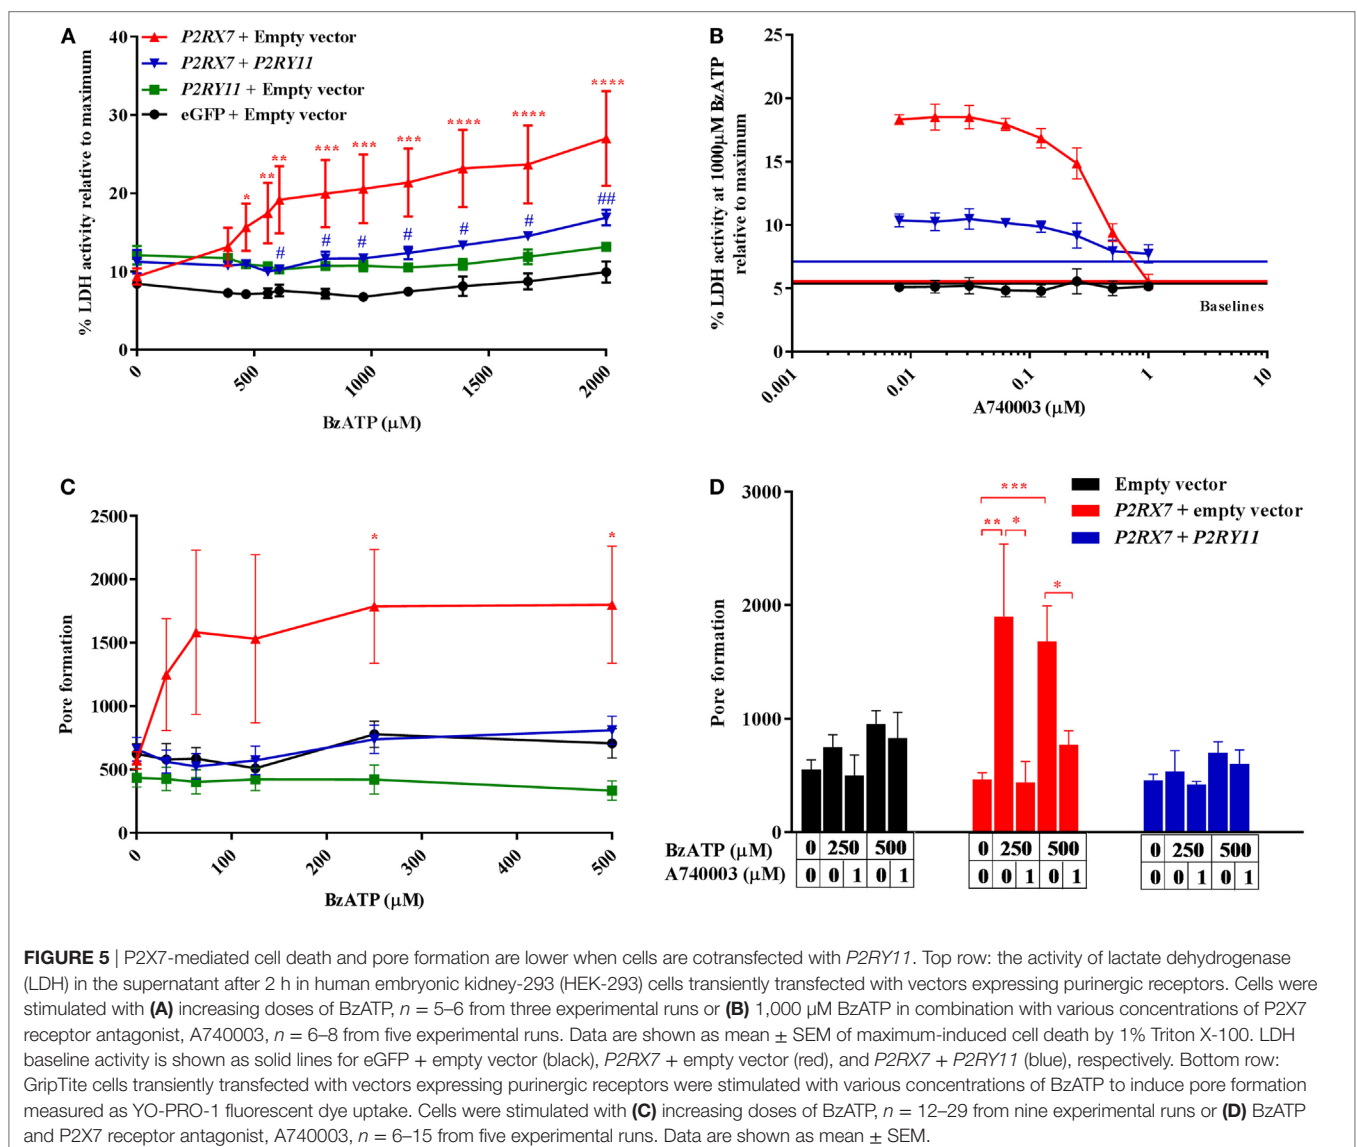 A
P2RX7 + Empty vector
P2RX7 + P2RY11
P2RY11 + Empty vector
eGFP + Empty vector
% LDH activity relative to maximum
40
30
20
10
0
* ** ** *** *** *** **** **** ****
# # # # # # ##
0 500 1000 1500 2000
BzATP (µM)
B
% LDH activity at 1000µM BzATP
relative to maximum
25
20
15
10
5
0
Baselines
0.001 0.01 0.1 1 10
A740003 (µM)
C
Pore formation
2500
2000
1500
1000
500
0
* *
0 100 200 300 400 500
BzATP (µM)
D
Empty vector
P2RX7 + empty vector
P2RX7 + P2RY11
Pore formation
3000
2000
1000
0
***
** *
*
BzATP (µM) 0 250 500 0 250 500 0 250 500
A740003 (µM) 0 0 1 0 1 0 0 1 0 1 0 0 1 0 1
FIGURE 5 | P2X7-mediated cell death and pore formation are lower when cells are cotransfected with P2RY11. Top row: the activity of lactate dehydrogenase
(LDH) in the supernatant after 2 h in human embryonic kidney-293 (HEK-293) cells transiently transfected with vectors expressing purinergic receptors. Cells were
stimulated with (A) increasing doses of BzATP, n = 5–6 from three experimental runs or (B) 1,000 µM BzATP in combination with various concentrations of P2X7
receptor antagonist, A740003, n = 6–8 from five experimental runs. Data are shown as mean ± SEM of maximum-induced cell death by 1% Triton X-100. LDH
baseline activity is shown as solid lines for eGFP + empty vector (black), P2RX7 + empty vector (red), and P2RX7 + P2RY11 (blue), respectively. Bottom row:
GripTite cells transiently transfected with vectors expressing purinergic receptors were stimulated with various concentrations of BzATP to induce pore formation
measured as YO-PRO-1 fluorescent dye uptake. Cells were stimulated with (C) increasing doses of BzATP, n = 12–29 from nine experimental runs or (D) BzATP
and P2X7 receptor antagonist, A740003, n = 6–15 from five experimental runs. Data are shown as mean ± SEM.